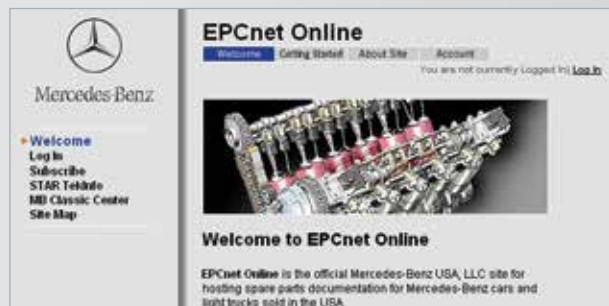 Mercedes-Benz
Welcome
Log In
Subscribe
STAR TekInfo
MB Classic Center
Site Map
EPCnet Online
Welcome
Getting Started
About Site
Account
You are not currently Logged In| Log In
Welcome to EPCnet Online
EPCnet Online is the official Mercedes-Benz USA, LLC site for
hosting spare parts documentation for Mercedes-Benz cars and
light trucks sold in the USA.